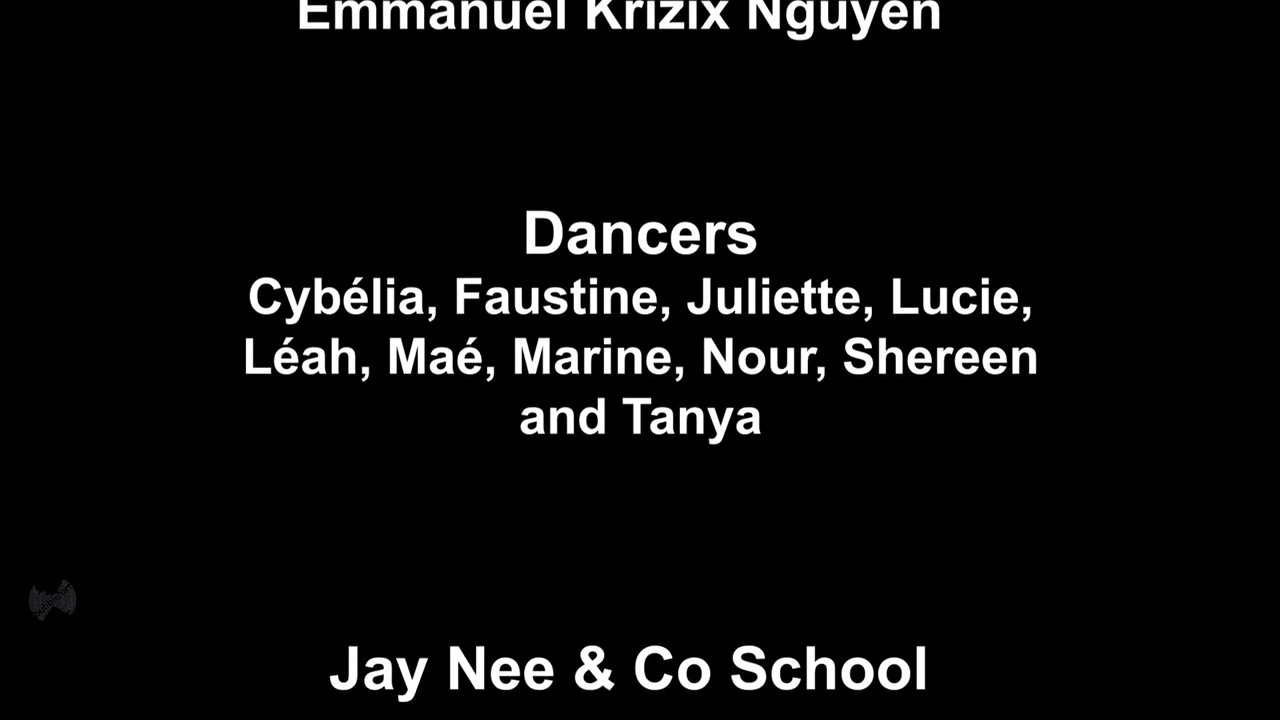 Emmanuel Krizix Nguyen
Dancers
Cybélia, Faustine, Juliette, Lucie,
Léah, Maé, Marine, Nour, Shereen
and Tanya
Jay Nee & Co School